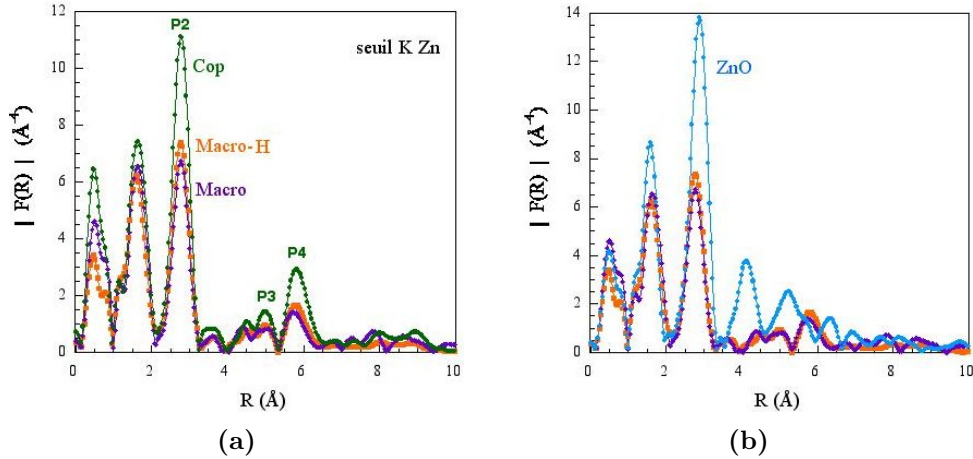 12
10
8
6
4
2
0
| F(R) | (Å⁻⁴)
P2
seuil K Zn
Cop
Macro-H
Macro
P3
P4
0 2 4 6 8 10
R (Å)
(a)
14
12
10
8
6
4
2
0
| F(R) | (Å⁻⁴)
ZnO
0 2 4 6 8 10
R (Å)
(b)